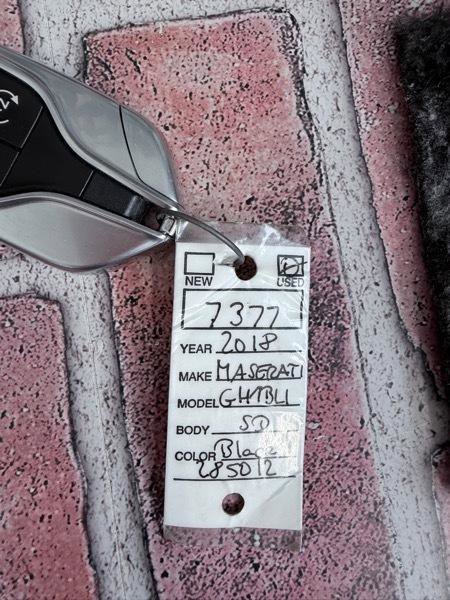 NEW USED
7377
YEAR 2018
MAKE MASERATI
MODEL GHIBLI
BODY SD
COLOR Black
285012